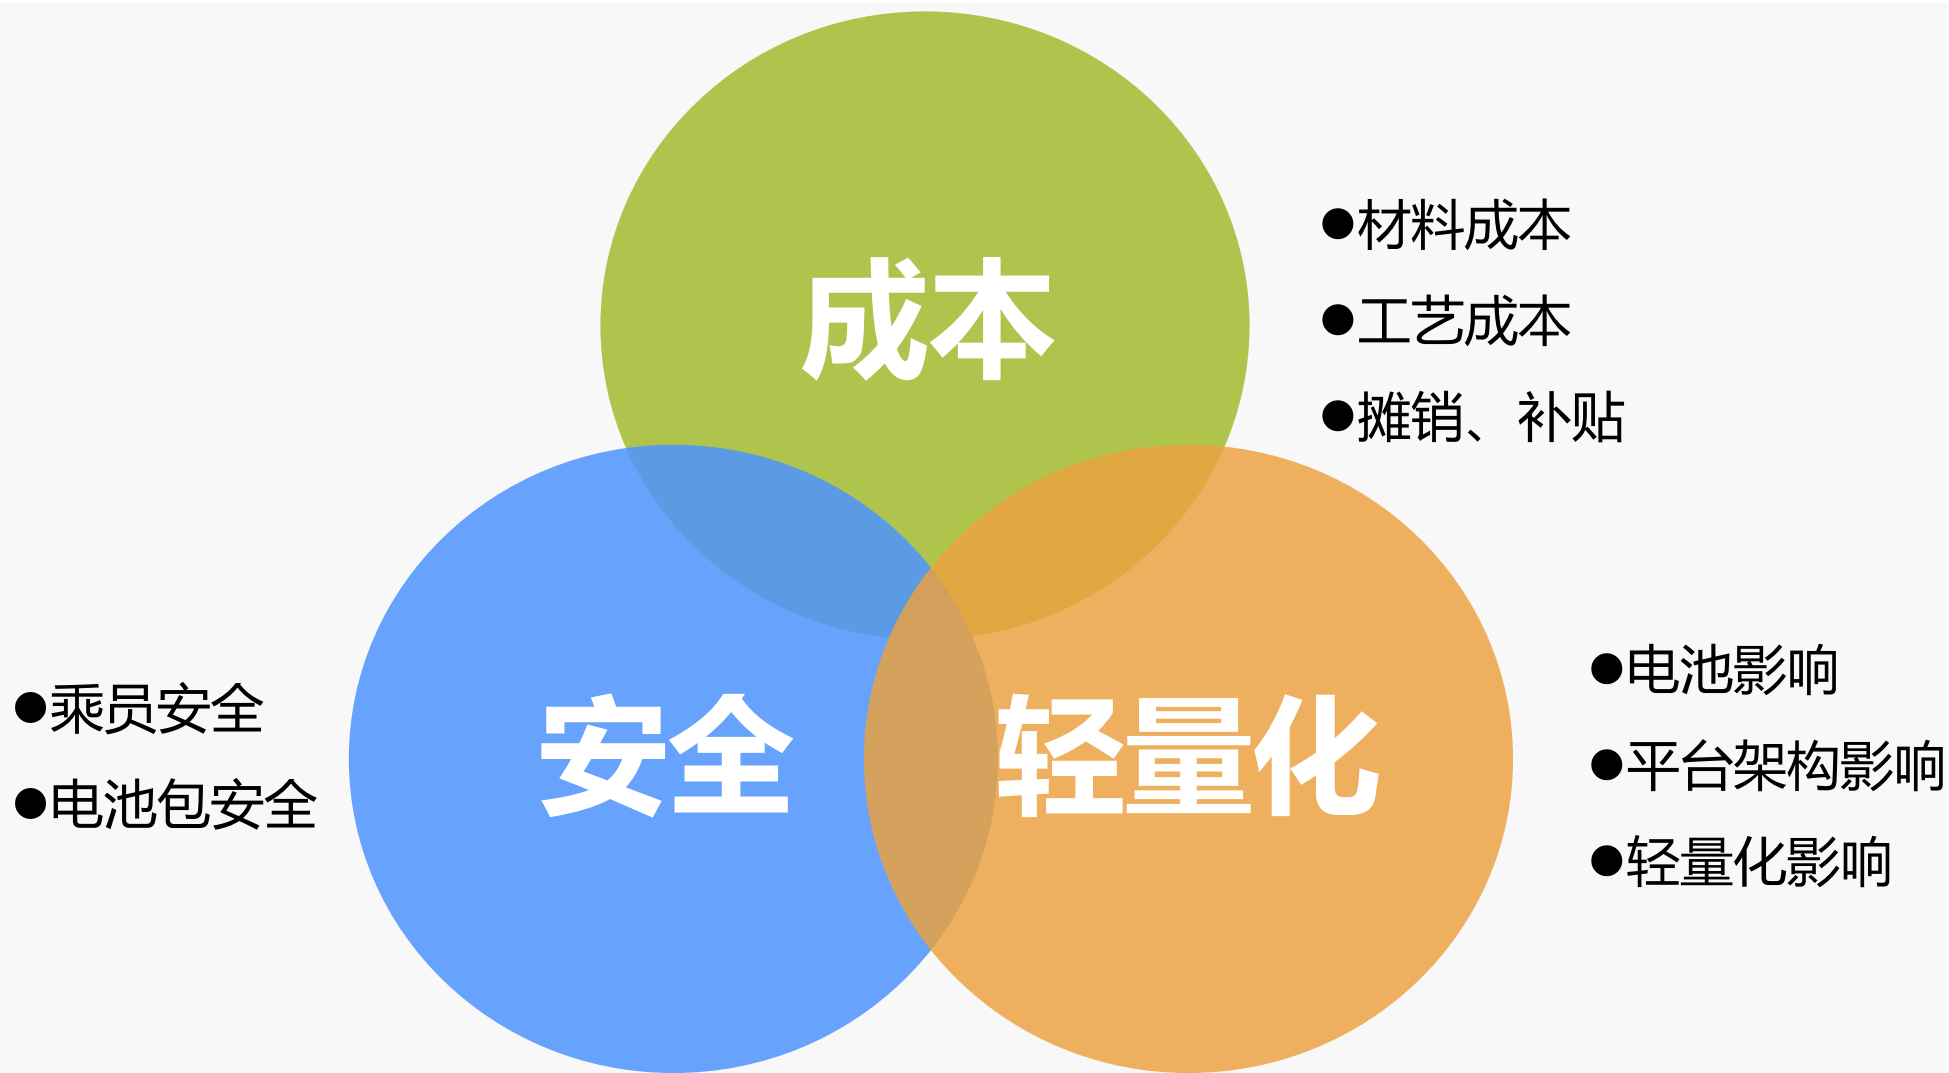 成本
●材料成本
●工艺成本
●摊销、补贴
安全
●乘员安全
●电池包安全
轻量化
●电池影响
●平台架构影响
●轻量化影响